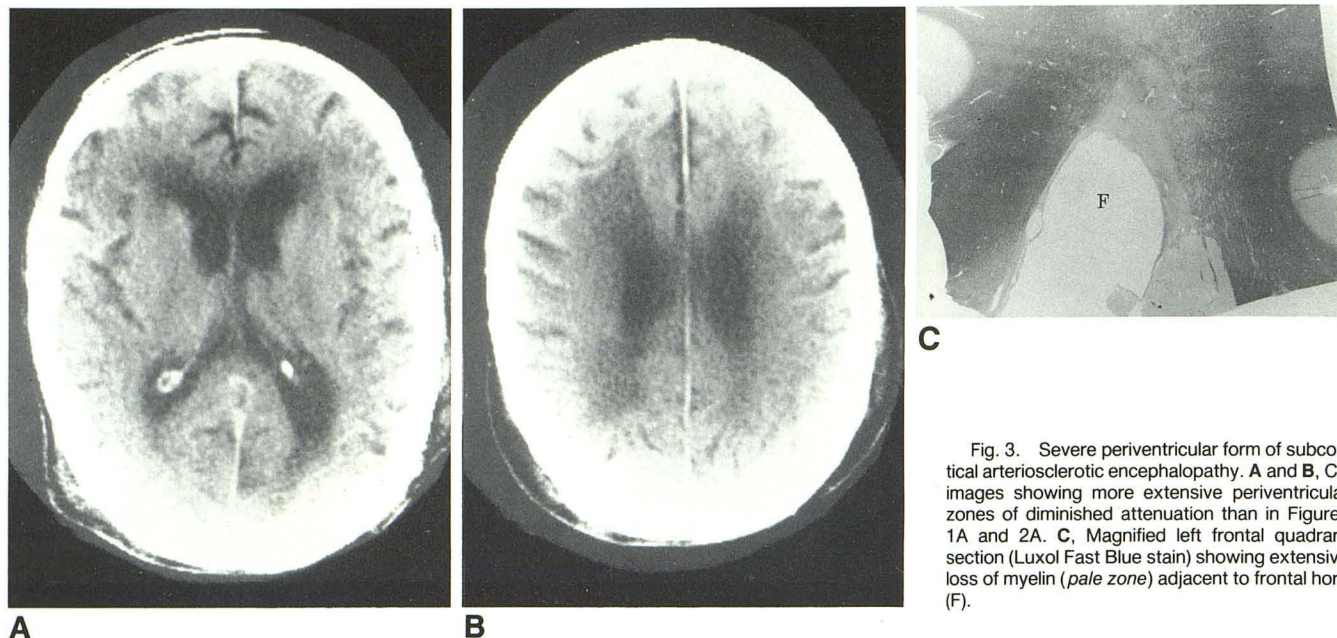 F
C
A
B
Fig. 3. Severe periventricular form of subco
tical arteriosclerotic encephalopathy. A and B, C
images showing more extensive periventricula
zones of diminished attenuation than in Figure
1A and 2A. C, Magnified left frontal quadran
section (Luxol Fast Blue stain) showing extensiv
loss of myelin (pale zone) adjacent to frontal hor
(F).